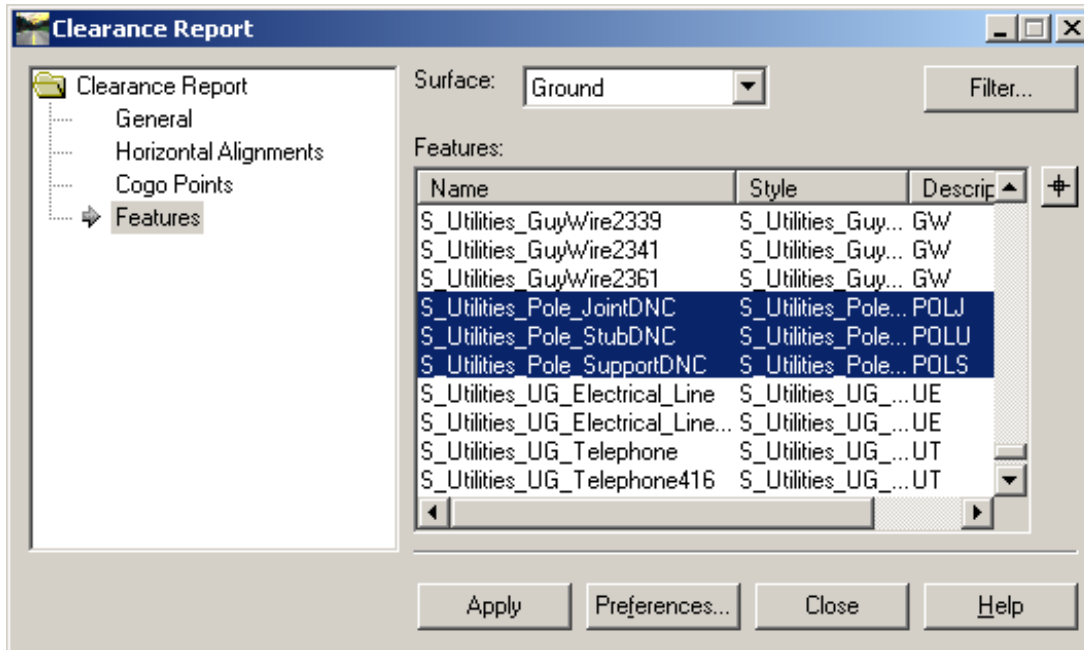 Clearance Report
Clearance Report
General
Horizontal Alignments
Cogo Points
Features
Surface: Ground Filter...
Features:
Name Style Descrip
S_Utilities_GuyWire2339 S_Utilities_Guy... GW
S_Utilities_GuyWire2341 S_Utilities_Guy... GW
S_Utilities_GuyWire2361 S_Utilities_Guy... GW
S_Utilities_Pole_JointDNC S_Utilities_Pole... POLJ
S_Utilities_Pole_StubDNC S_Utilities_Pole... POLU
S_Utilities_Pole_SupportDNC S_Utilities_Pole... POLS
S_Utilities_UG_Electrical_Line S_Utilities_UG_... UE
S_Utilities_UG_Electrical_Line... S_Utilities_UG_... UE
S_Utilities_UG_Telephone S_Utilities_UG_... UT
S_Utilities_UG_Telephone416 S_Utilities_UG_... UT
Apply Preferences... Close Help